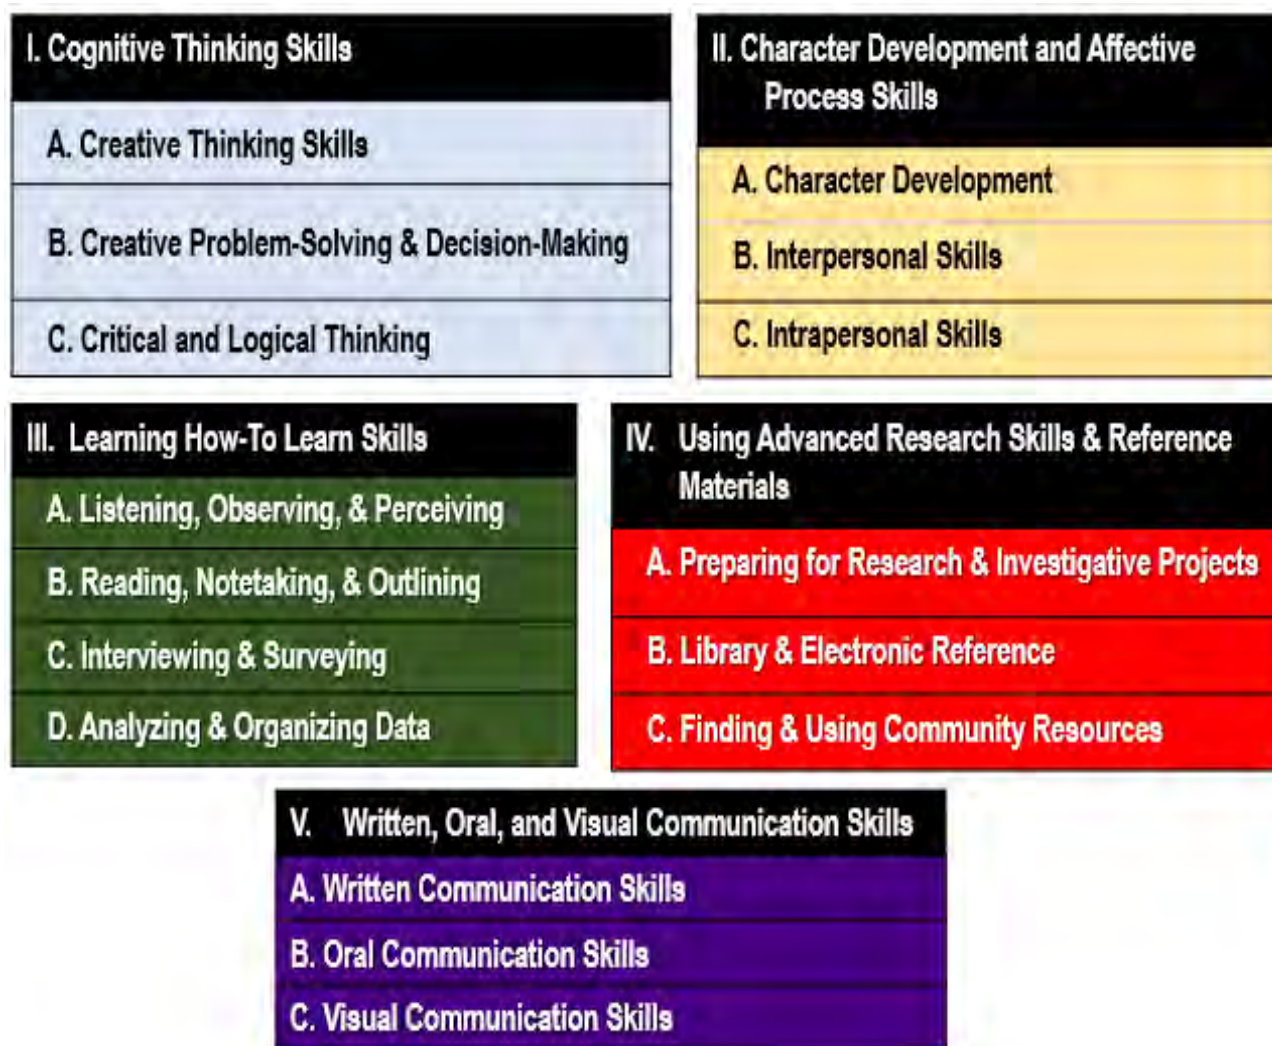 I. Cognitive Thinking Skills
A. Creative Thinking Skills
B. Creative Problem-Solving & Decision-Making
C. Critical and Logical Thinking
II. Character Development and Affective
Process Skills
A. Character Development
B. Interpersonal Skills
C. Intrapersonal Skills
III. Learning How-To Learn Skills
A. Listening, Observing, & Perceiving
B. Reading, Notetaking, & Outlining
C. Interviewing & Surveying
D. Analyzing & Organizing Data
IV. Using Advanced Research Skills & Reference
Materials
A. Preparing for Research & Investigative Projects
B. Library & Electronic Reference
C. Finding & Using Community Resources
V. Written, Oral, and Visual Communication Skills
A. Written Communication Skills
B. Oral Communication Skills
C. Visual Communication Skills